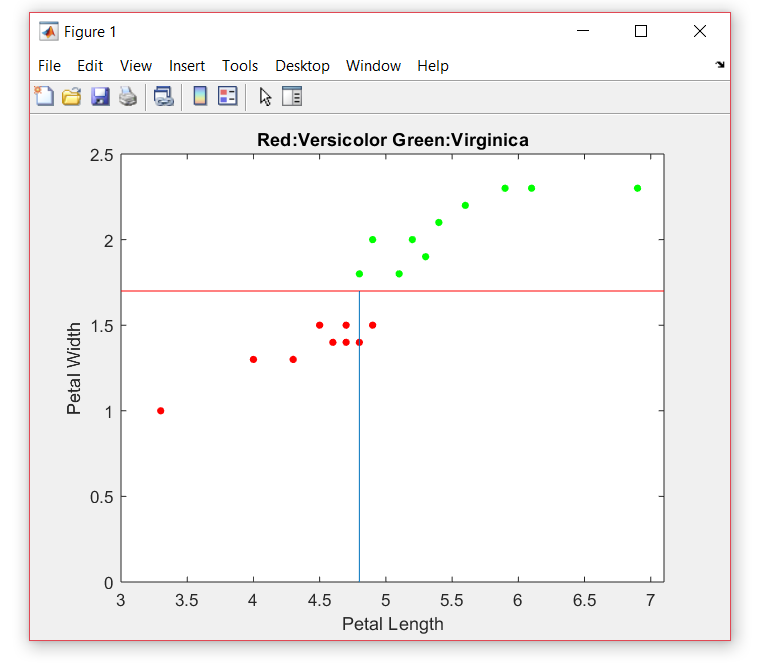 Figure 1
File Edit View Insert Tools Desktop Window Help
Red:Versicolor Green:Virginica
2.5
2
1.5
1
0.5
0
Petal Width
3 3.5 4 4.5 5 5.5 6 6.5 7
Petal Length